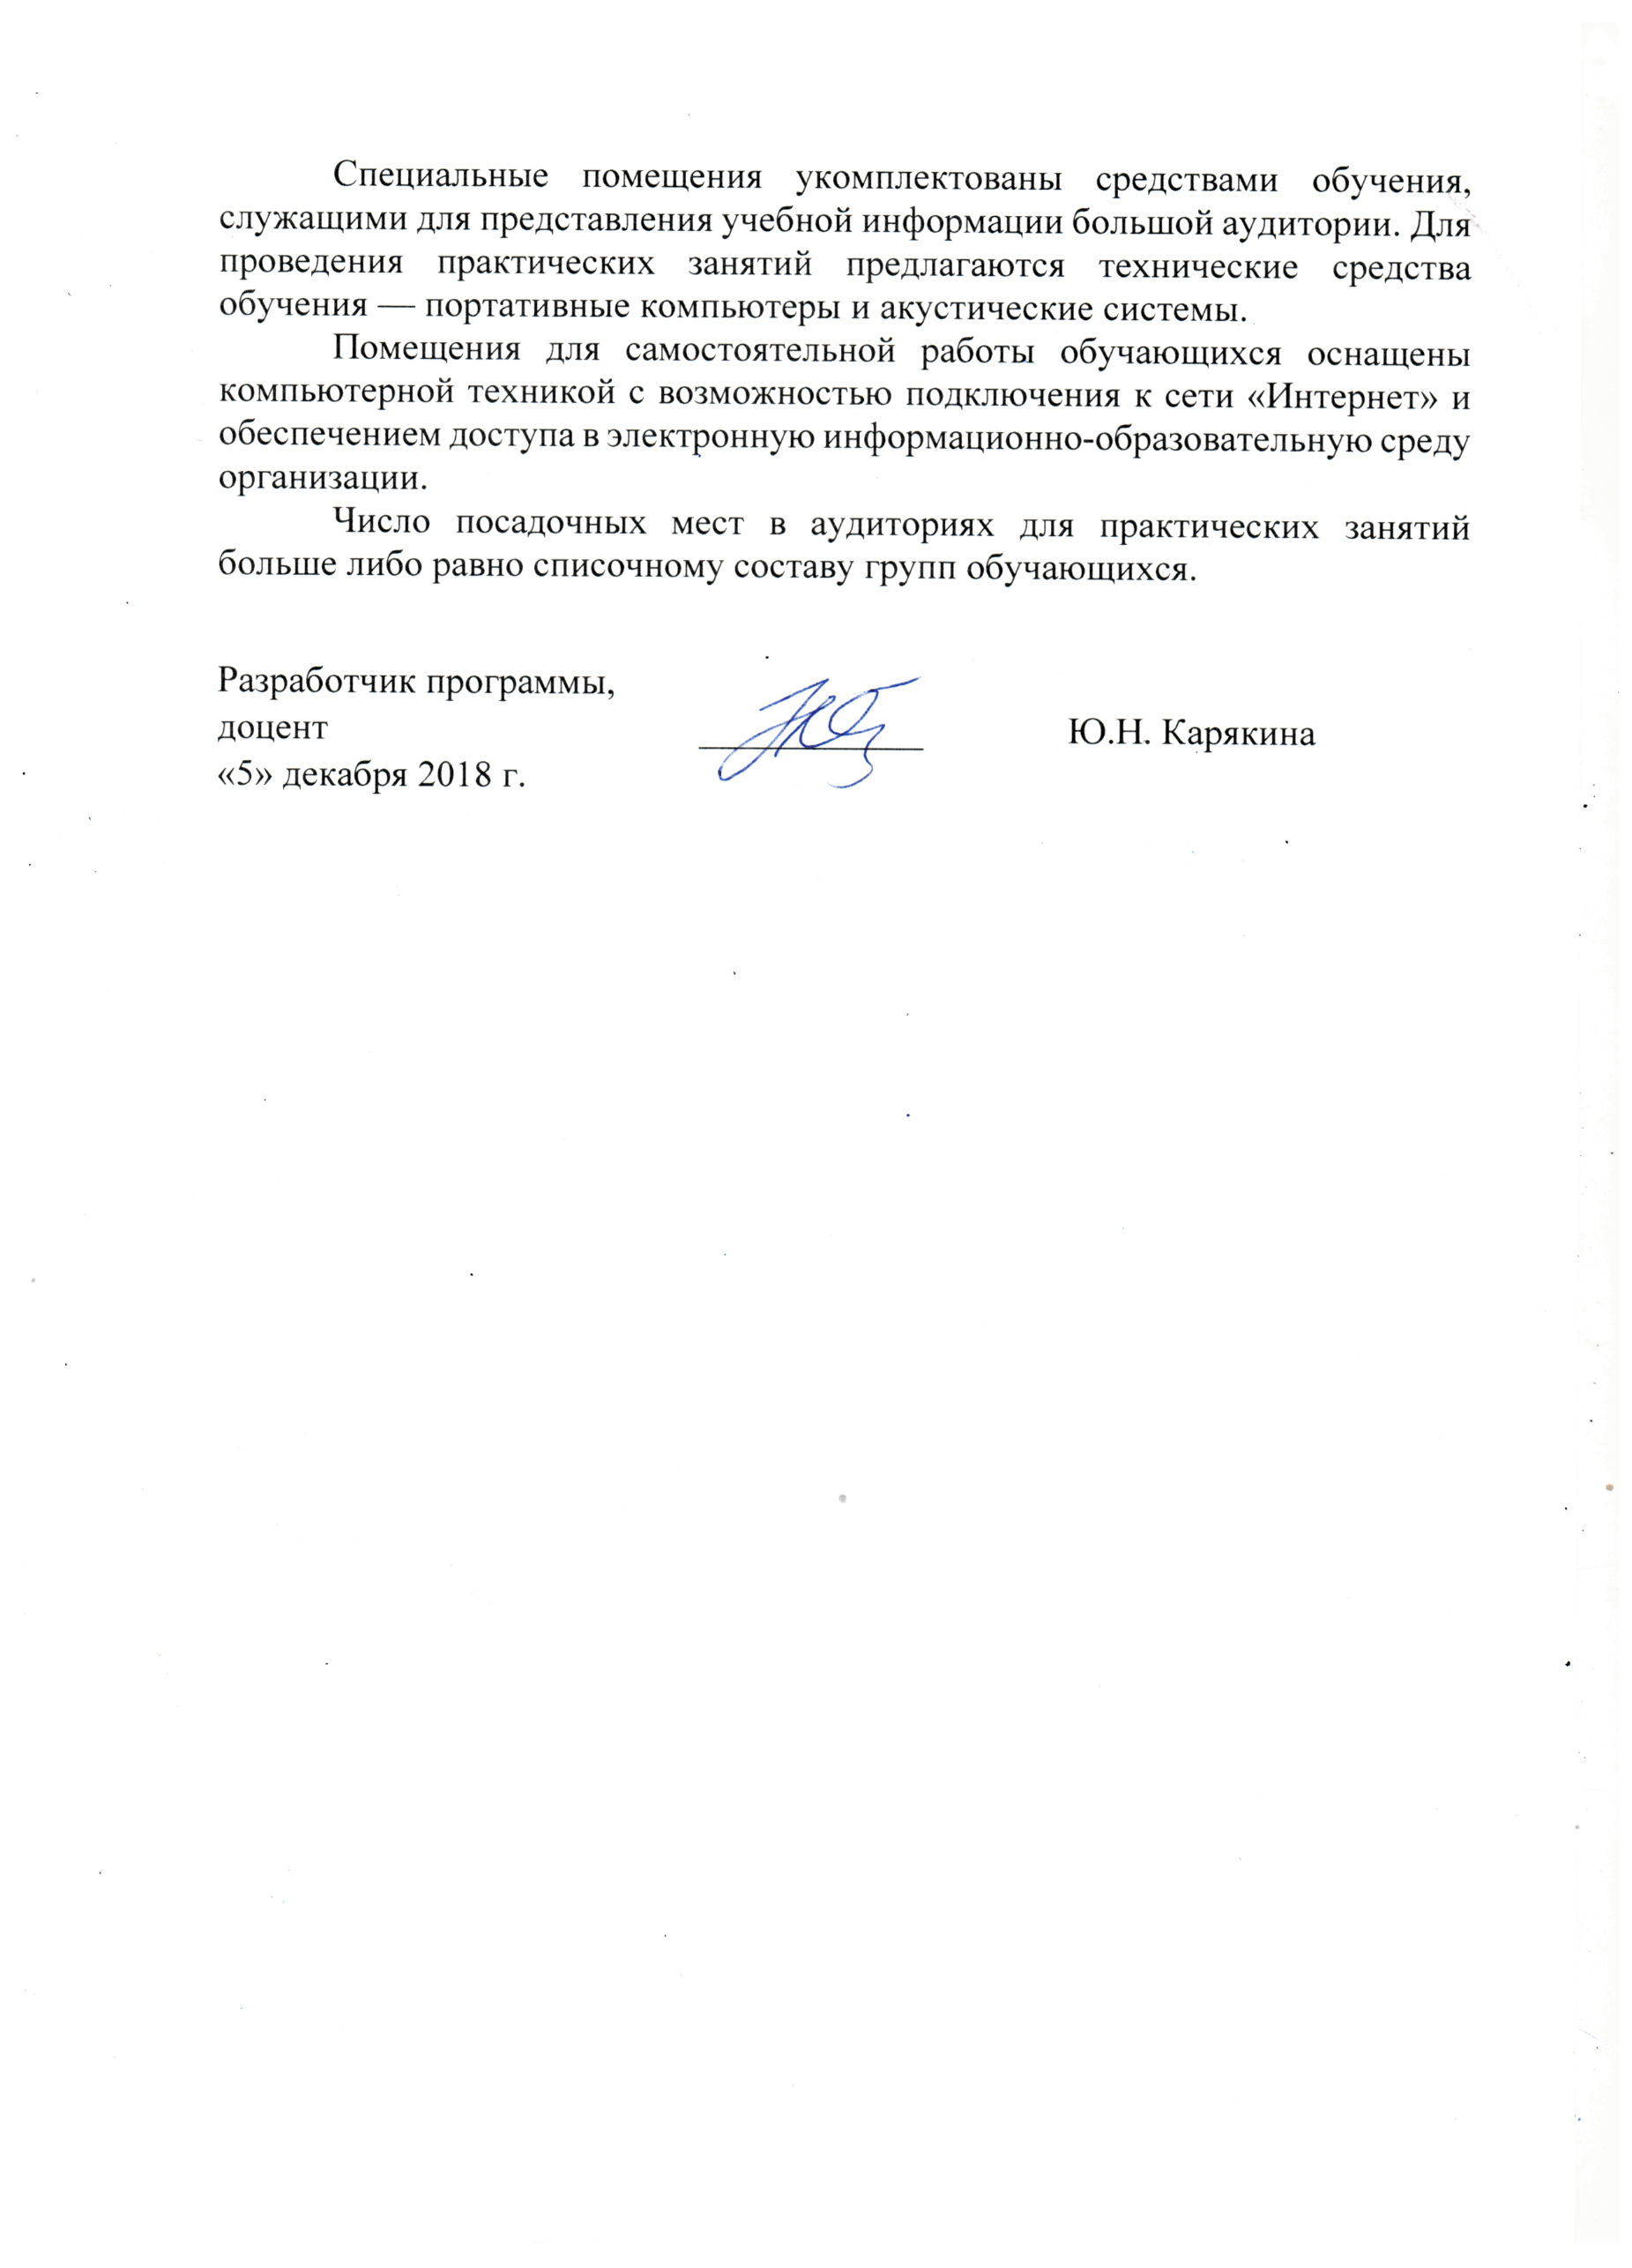 Специальные помещения укомплектованы средствами обучения,
служащими для представления учебной информации большой аудитории. Для
проведения практических занятий предлагаются технические средства
обучения — портативные компьютеры и акустические системы.
Помещения для самостоятельной работы обучающихся оснащены
компьютерной техникой с возможностью подключения к сети «Интернет» и
обеспечением доступа в электронную информационно-образовательную среду
организации.
Число посадочных мест в аудиториях для практических занятий
больше либо равно списочному составу групп обучающихся.
Разработчик программы,
доцент Ю.Н. Карякина
«5» декабря 2018 г.